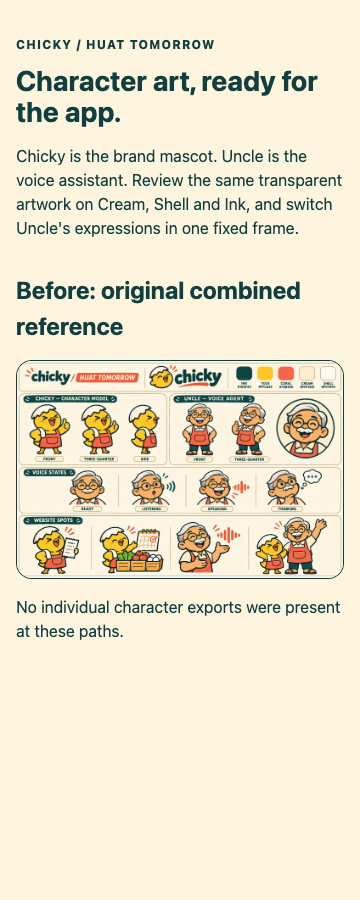 CHICKY / HUAT TOMORROW
Character art, ready for
the app.
Chicky is the brand mascot. Uncle is the
voice assistant. Review the same transparent
artwork on Cream, Shell and Ink, and switch
Uncle's expressions in one fixed frame.
Before: original combined
reference
chicky / HUAT TOMORROW
chicky
CHICKY — CHARACTER MODEL
UNCLE — VOICE AGENT
FRONT
THREE-QUARTER
SIDE
FRONT
THREE-QUARTER
VOICE STATES
READY
LISTENING
SPEAKING
THINKING
WEBSITE SPOTS
No individual character exports were present
at these paths.